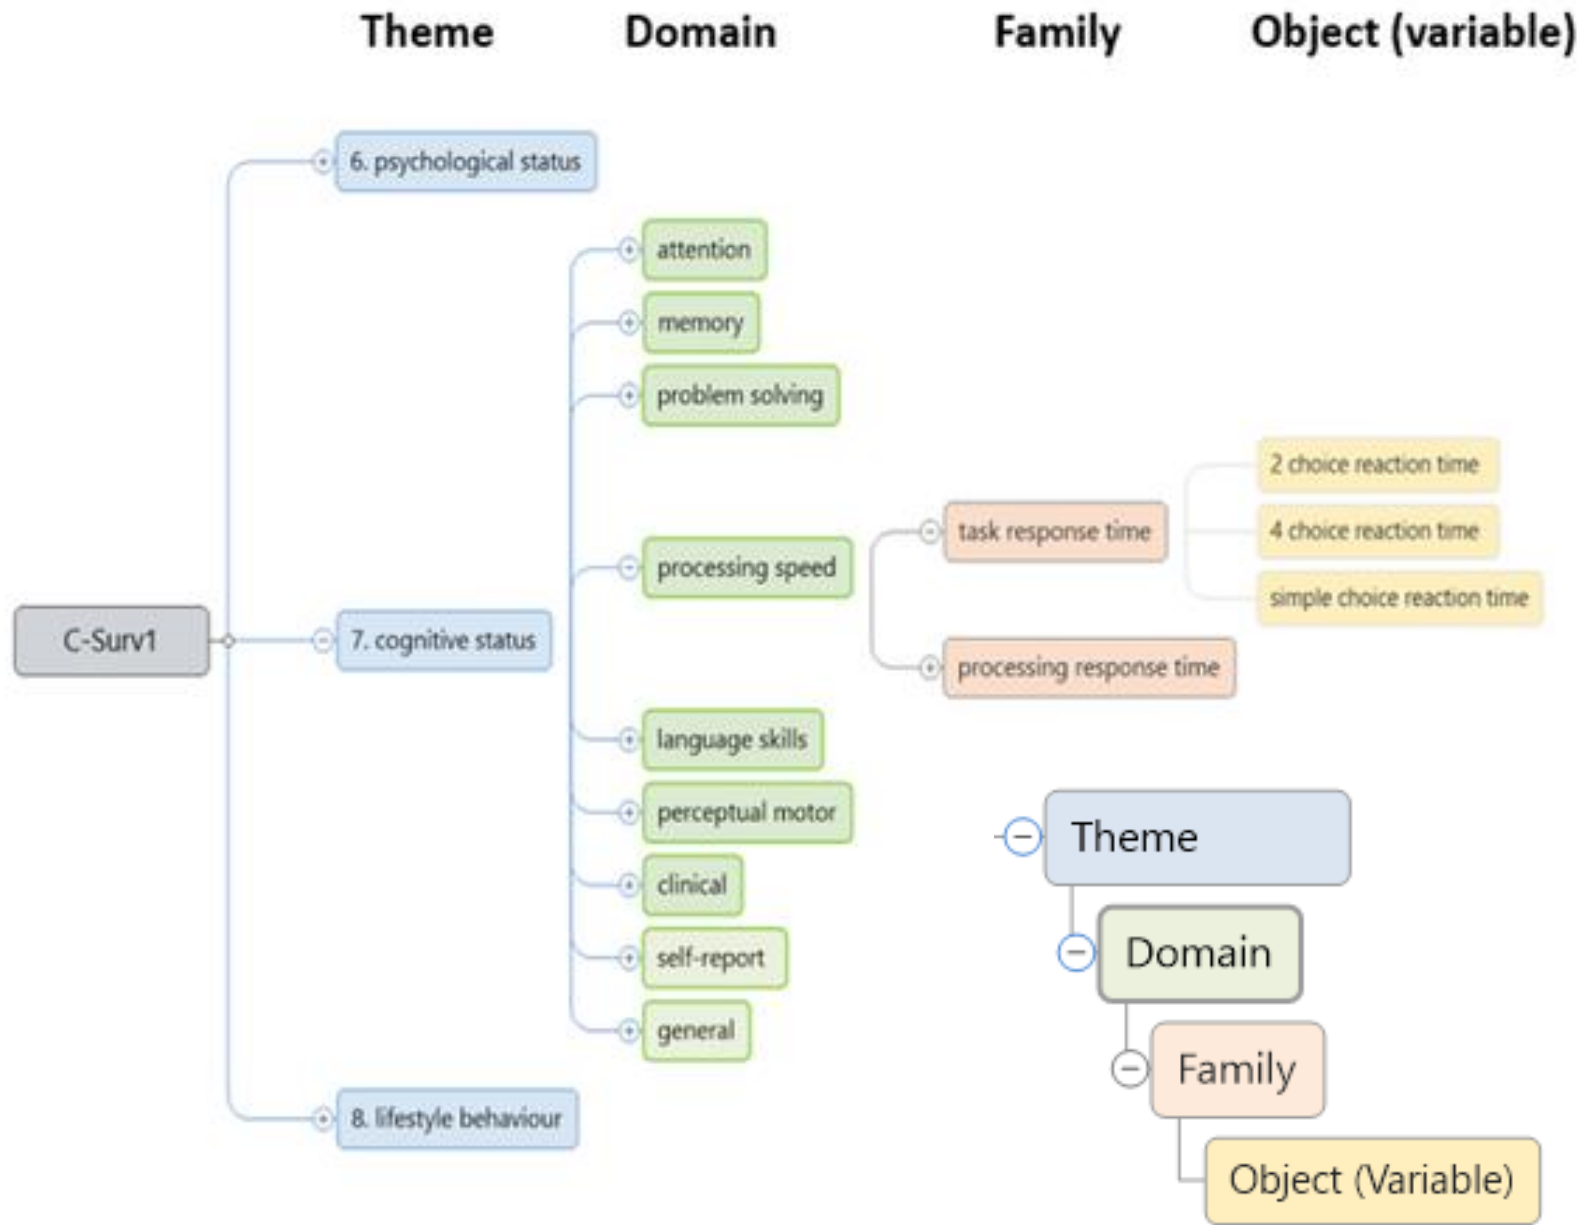 Theme
Domain
Family
Object (variable)
6. psychological status
attention
memory
problem solving
2 choice reaction time
task response time
4 choice reaction time
processing speed
simple choice reaction time
C-Surv1
7. cognitive status
processing response time
language skills
perceptual motor
Theme
clinical
Domain
self-report
general
Family
8. lifestyle behaviour
Object (Variable)